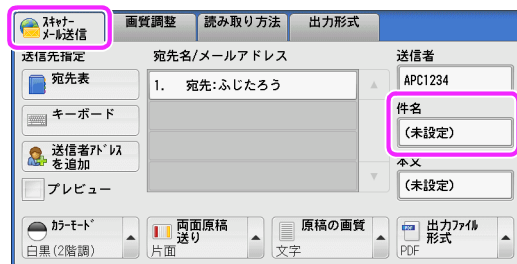 ｽｷｬﾅｰ
ﾒｰﾙ送信
画質調整
読み取り方法
出力形式
送信先指定
宛先名/メールアドレス
送信者
宛先表
1. 宛先:ふじたろう
APC1234
キーボード
件名
(未設定)
送信者ｱﾄﾞﾚｽ
を追加
本文
プレビュー
(未設定)
ｶﾗｰﾓｰﾄﾞ
白黒(2階調)
両面原稿
送り
片面
原稿の画質
文字
出力ﾌｧｲﾙ
形式
PDF